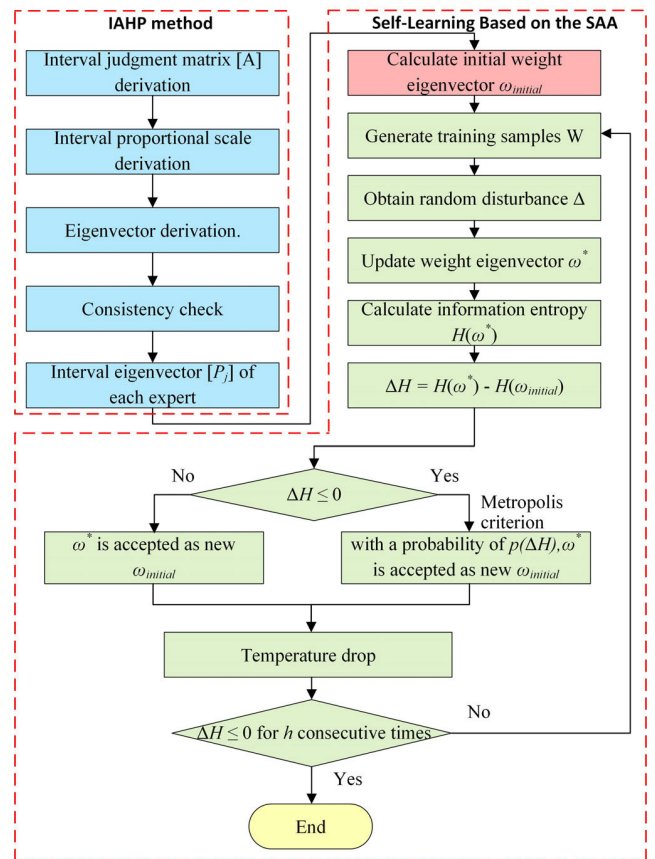 IAHP method
Interval judgment matrix [A]
derivation
Interval proportional scale
derivation
Eigenvector derivation.
Consistency check
Interval eigenvector [Pj] of
each expert
Self-Learning Based on the SAA
Calculate initial weight
eigenvector ωinitial
Generate training samples W
Obtain random disturbance Δ
Update weight eigenvector ω*
Calculate information entropy
H(ω*)
ΔH = H(ω*) - H(ωinitial)
No
Yes
ΔH ≤ 0
Metropolis
criterion
ω* is accepted as new
ωinitial
with a probability of p(ΔH),ω*
is accepted as new ωinitial
Temperature drop
ΔH ≤ 0 for h consecutive times
No
Yes
End